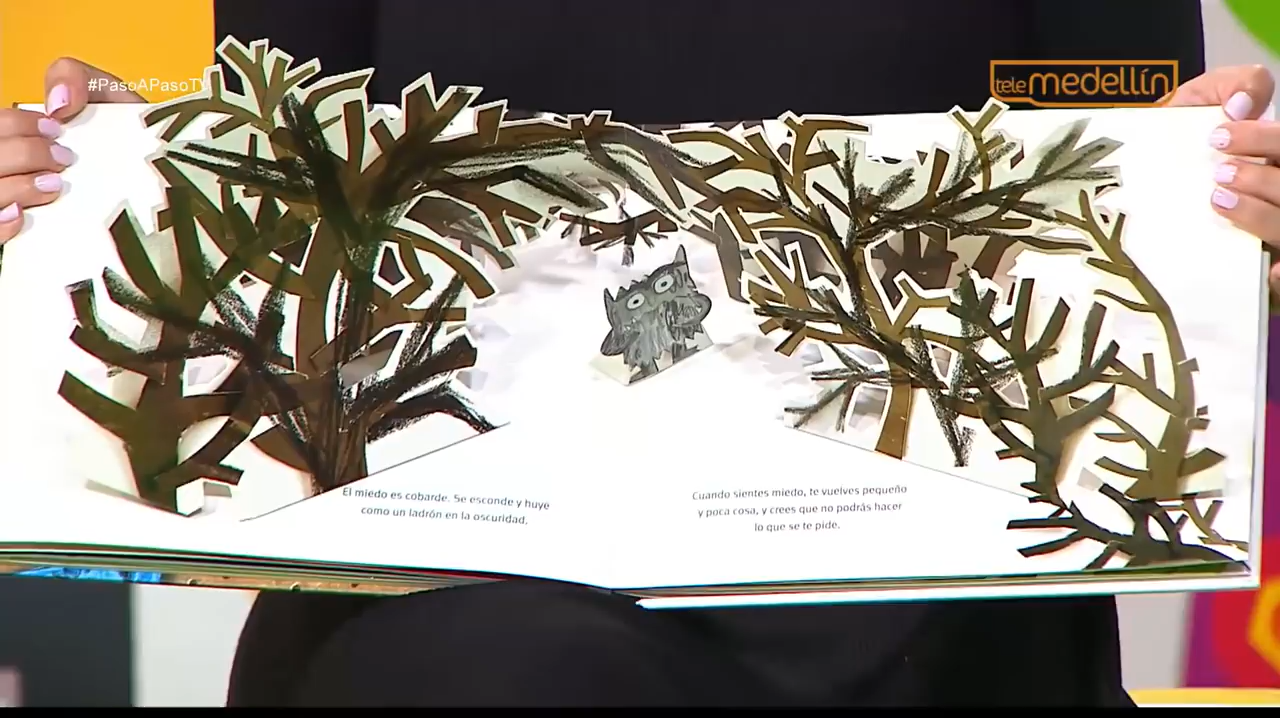 #PasoAPasoTV
tele medellín
El miedo es cobarde. Se esconde y huye
como un ladrón en la oscuridad.
Cuando sientes miedo, te vuelves pequeño
y poca cosa, y crees que no podrás hacer
lo que se te pide.